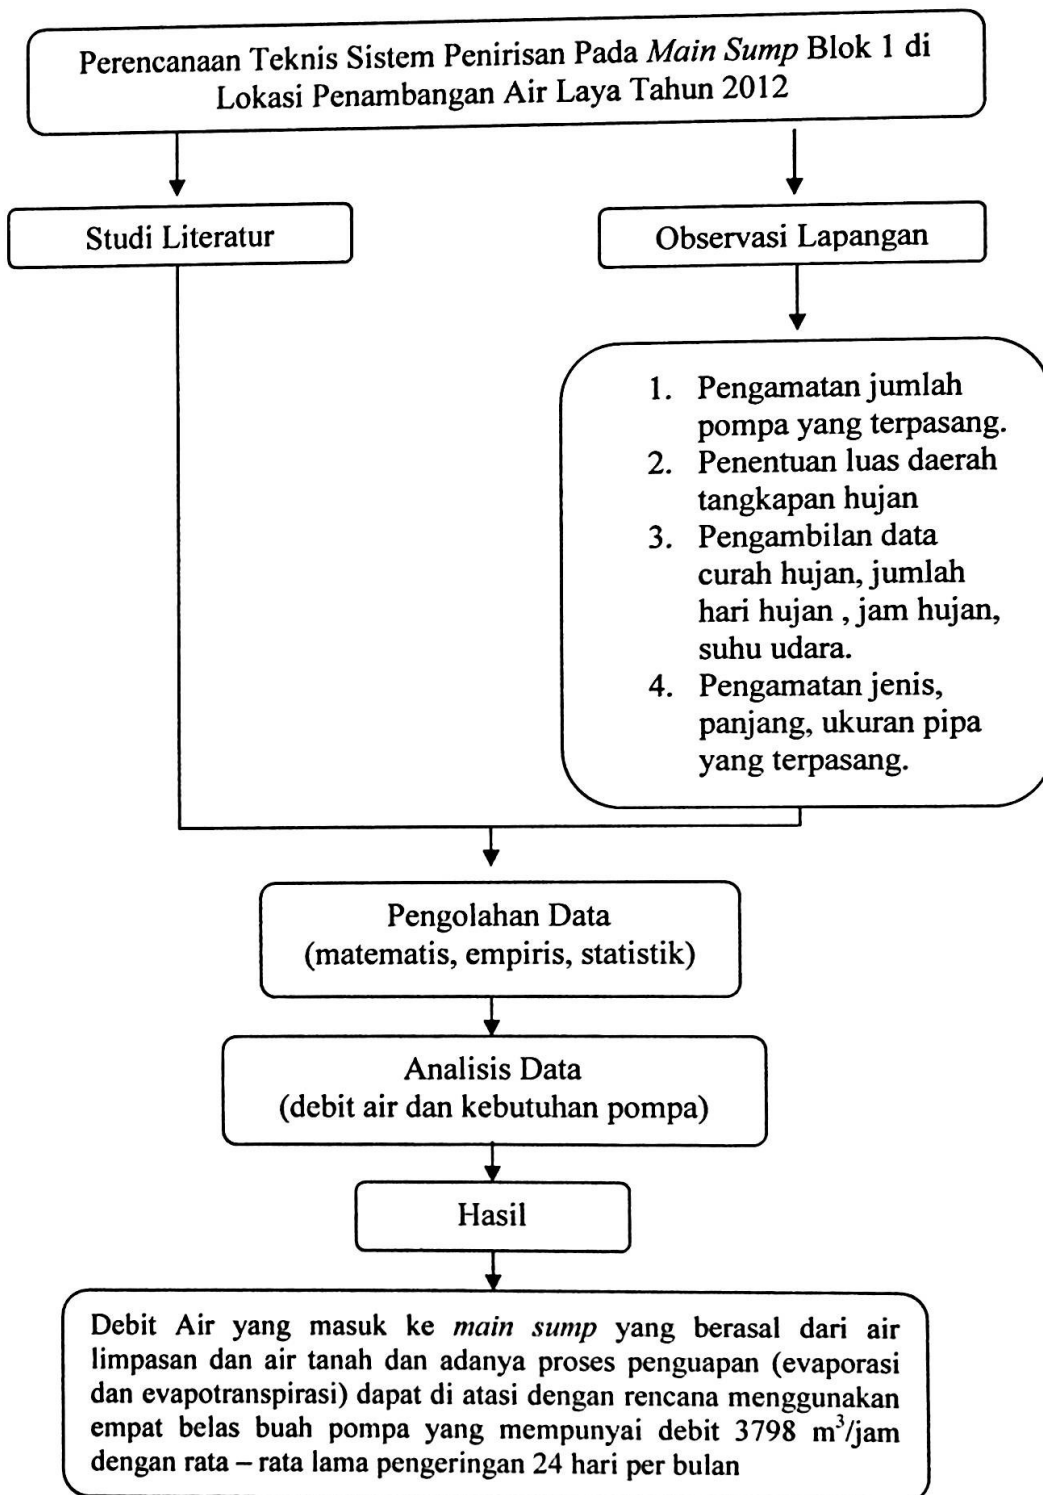 Perencanaan Teknis Sistem Penirisan Pada Main Sump Blok 1 di
Lokasi Penambangan Air Laya Tahun 2012
Studi Literatur
Observasi Lapangan
1. Pengamatan jumlah
pompa yang terpasang.
2. Penentuan luas daerah
tangkapan hujan
3. Pengambilan data
curah hujan, jumlah
hari hujan , jam hujan,
suhu udara.
4. Pengamatan jenis,
panjang, ukuran pipa
yang terpasang.
Pengolahan Data
(matematis, empiris, statistik)
Analisis Data
(debit air dan kebutuhan pompa)
Hasil
Debit Air yang masuk ke main sump yang berasal dari air
limpasan dan air tanah dan adanya proses penguapan (evaporasi
dan evapotranspirasi) dapat di atasi dengan rencana menggunakan
empat belas buah pompa yang mempunyai debit 3798 m³/jam
dengan rata – rata lama pengeringan 24 hari per bulan